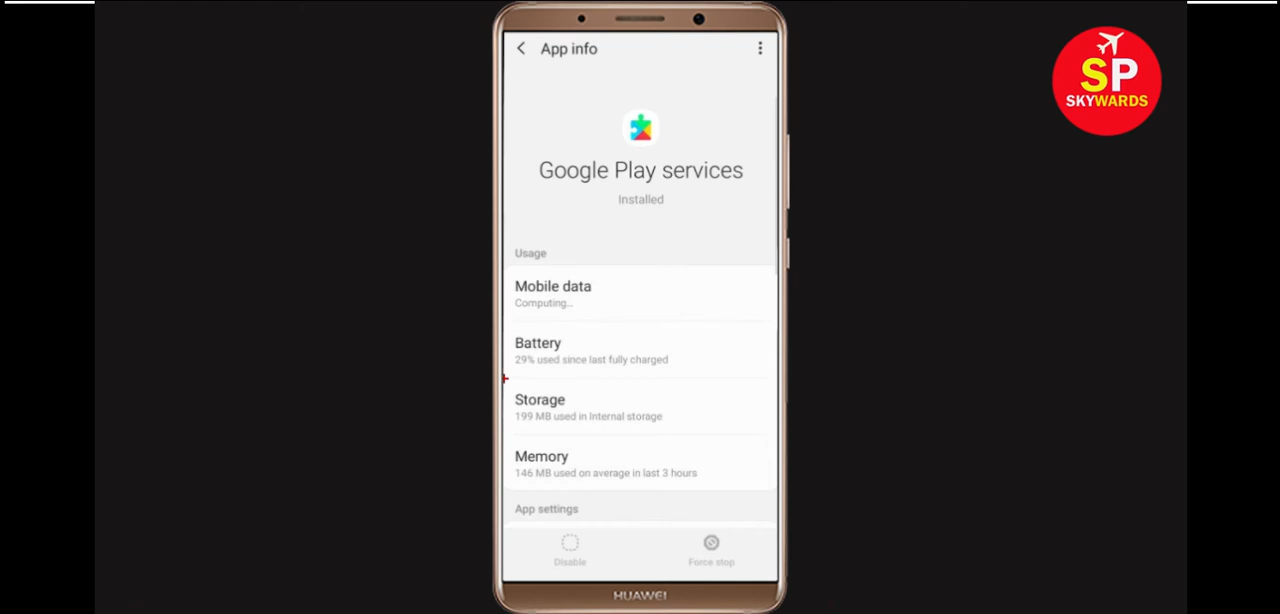 App info
SP
SKYWARDS
Google Play services
Installed
Usage
Mobile data
Computing...
Battery
29% used since last fully charged
Storage
199 MB used in Internal storage
Memory
146 MB used on average in last 3 hours
App settings
Disable
Force stop
HUAWEI